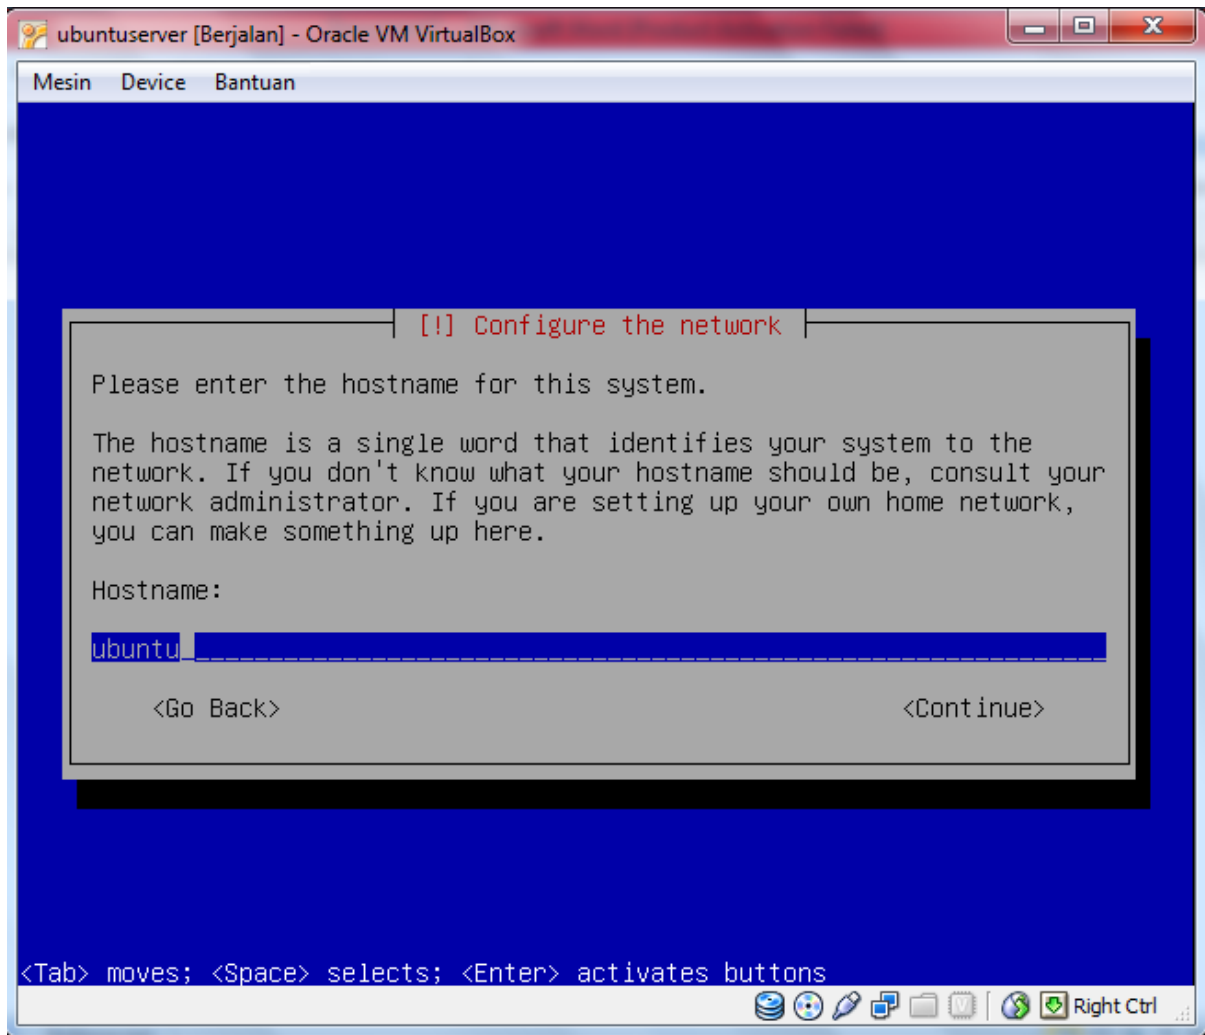 ubuntuserver [Berjalan] - Oracle VM VirtualBox
Mesin Device Bantuan
[!] Configure the network
Please enter the hostname for this system.
The hostname is a single word that identifies your system to the
network. If you don't know what your hostname should be, consult your
network administrator. If you are setting up your own home network,
you can make something up here.
Hostname:
ubuntu
<Go Back> <Continue>
<Tab> moves; <Space> selects; <Enter> activates buttons
Right Ctrl